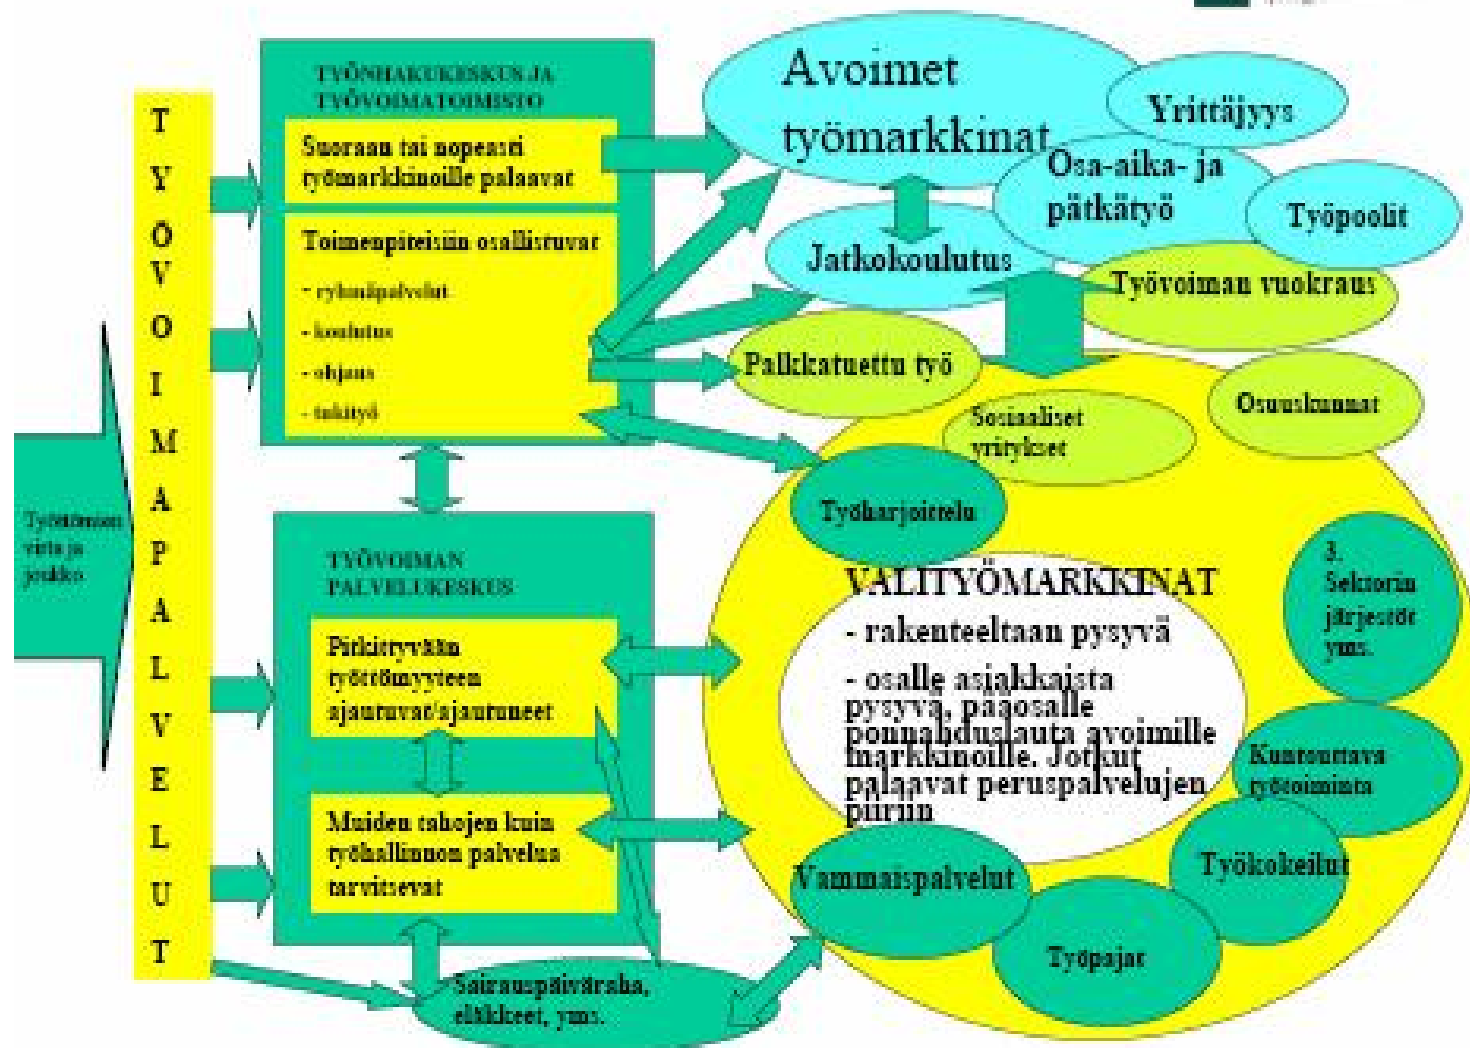 TYÖVOIMAPALVELUT
Työttömien
virta ja
joukko
TYÖNHAKUKESKUS JA
TYÖVOIMATOIMISTO
Suoraan tai nopeasti
työmarkkinoille palaavat
Toimenpiteisiin osallistuvat
- ryhmäpalvelut
- koulutus
- ohjaus
- tukityö
TYÖVOIMAN
PALVELUKESKUS
Pitkittyvään
työttömyyteen
ajautuvat/ajautuneet
Muiden tahojen kuin
työhallinnon palvelua
tarvitsevat
Sairauspäiväraha,
eläkkeet, yms.
Avoimet
työmarkkinat
Yrittäjyys
Osa-aika- ja
pätkätyö
Työpoolit
Jatkokoulutus
Työvoiman vuokraus
Palkkatuettu työ
Osuuskunnat
Sosiaaliset
yritykset
Työharjoittelu
VALITYÖMARKKINAT
- rakenteeltaan pysyvä
- osalle asiakkaista
pysyvä, pääosalle
ponnahduslauta avoimille
markkinoille. Jotkut
palaavat peruspalvelujen
piiriin
3.
Sektorin
järjestöt
yms.
Kuntouttava
työtoiminta
Työkokeilut
Työpajat
Vammaispalvelut